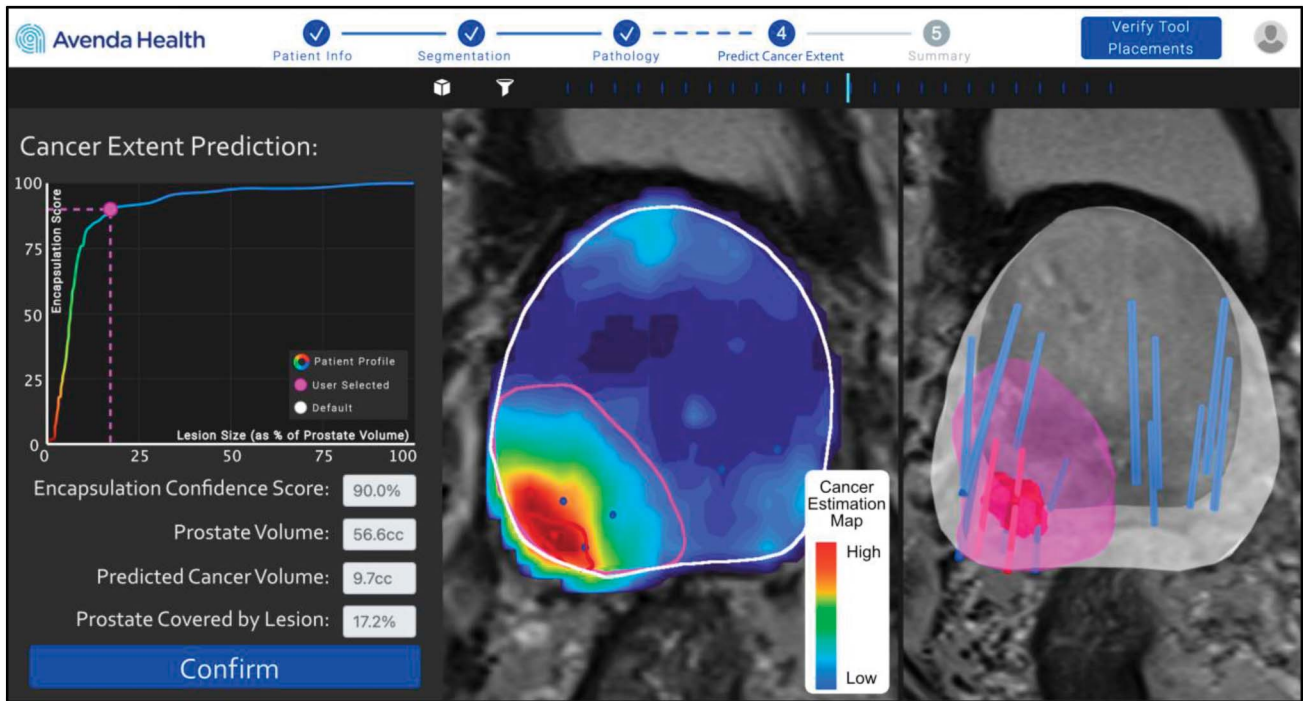 Avenda Health
Patient Info
Segmentation
Pathology
4
Predict Cancer Extent
5
Summary
Verify Tool
Placements
Cancer Extent Prediction:
100
75
50
25
0
Encapsulation Score
Patient Profile
User Selected
Default
Lesion Size (as % of Prostate Volume)
0 25 50 75 100
Encapsulation Confidence Score: 90.0%
Prostate Volume: 56.6cc
Predicted Cancer Volume: 9.7cc
Prostate Covered by Lesion: 17.2%
Confirm
Cancer
Estimation
Map
High
Low